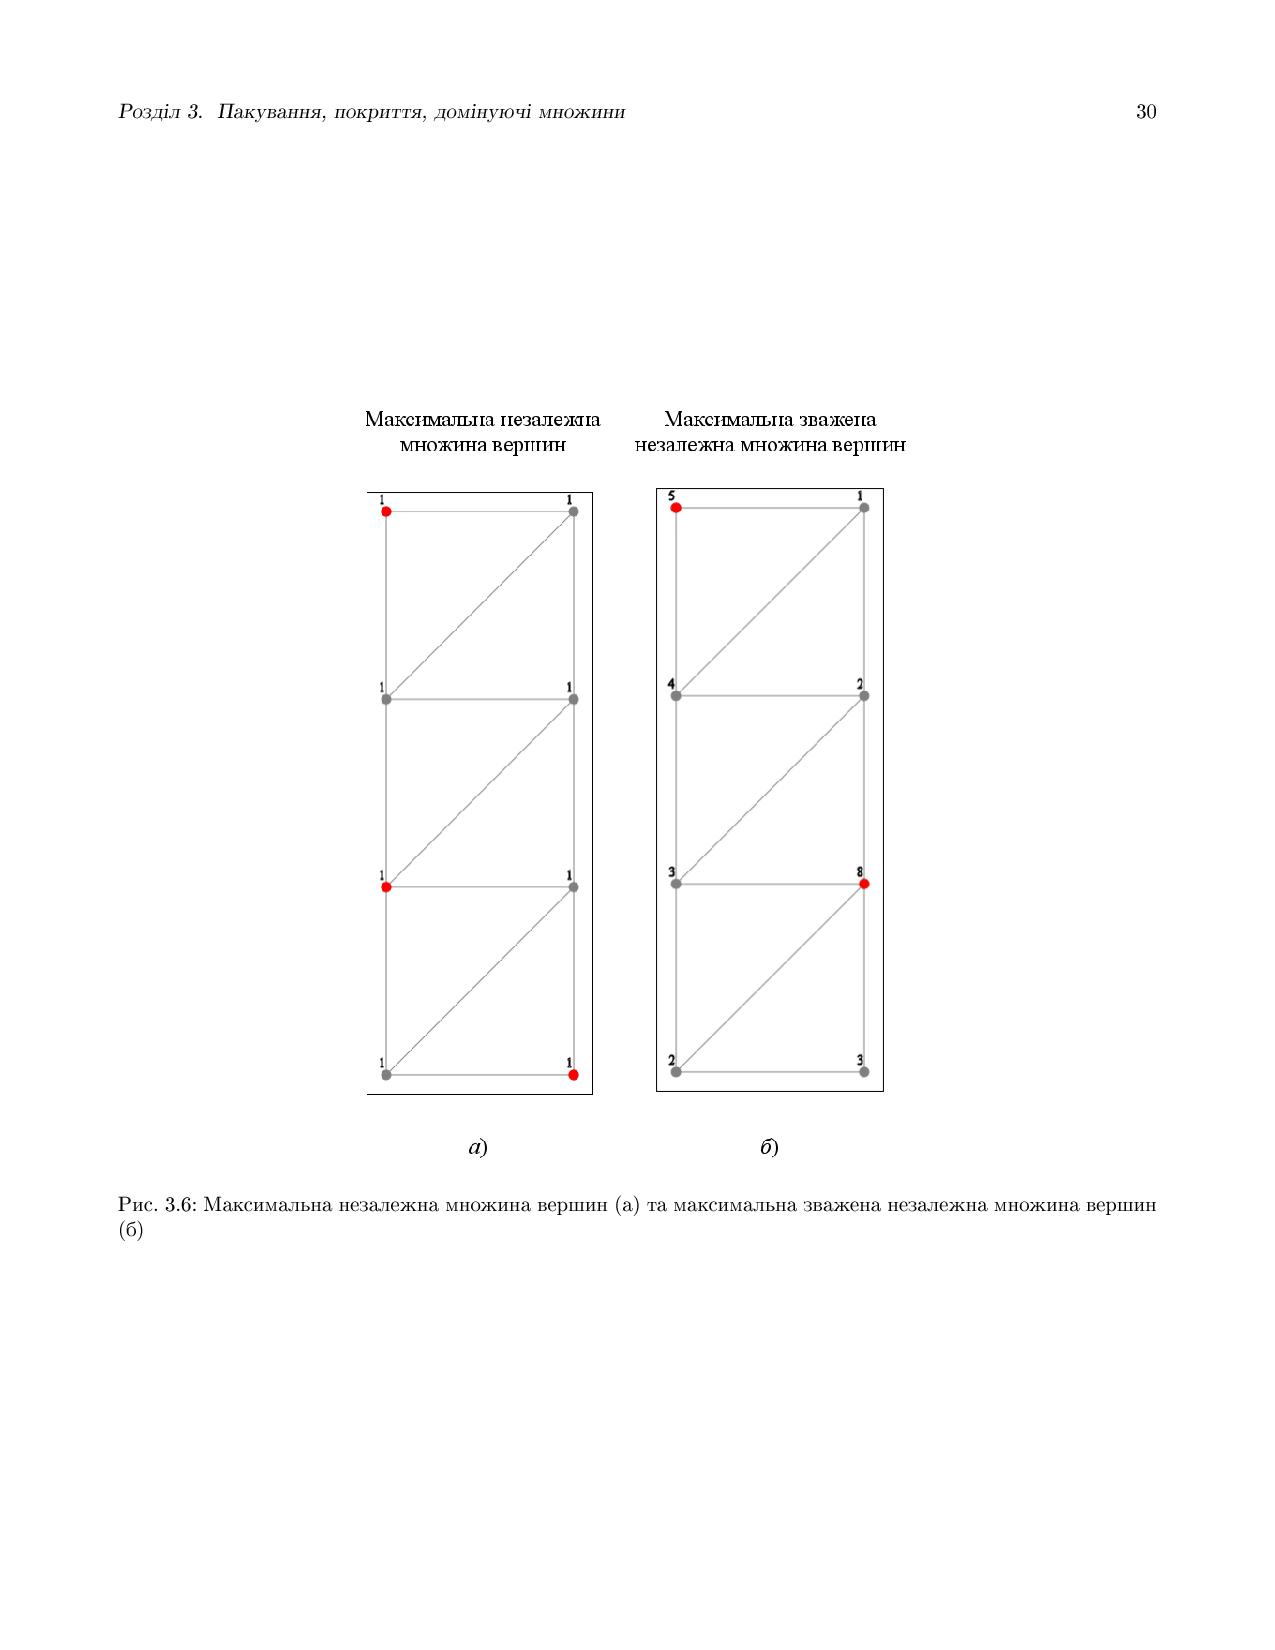 Розділ 3. Пакування, покриття, домінуючі множини 30
Максимальна незалежна
множина вершин
Максимальна зважена
незалежна множина вершин
1 1
1 1
1 1
1 1
5 1
4 2
3 8
2 3
а)
б)
Рис. 3.6: Максимальна незалежна множина вершин (а) та максимальна зважена незалежна множина вершин
(б)